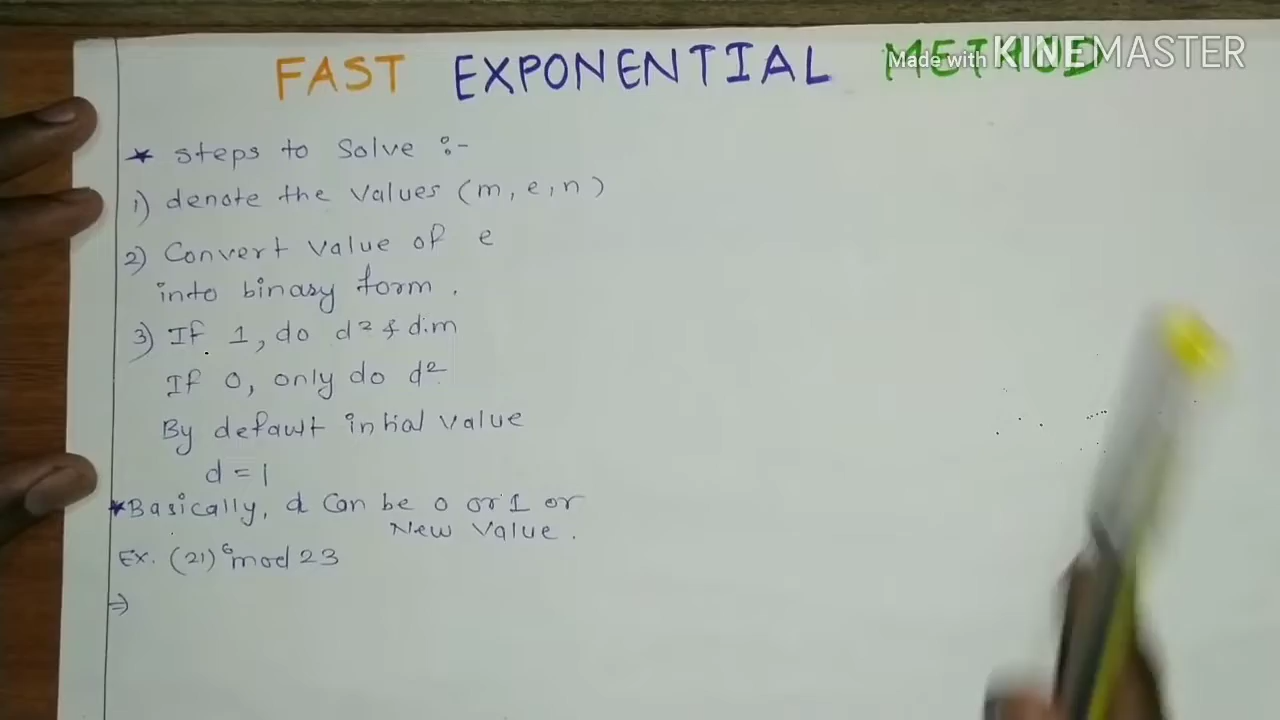 FAST EXPONENTIAL METHOD
Made with KINEMASTER
* Steps to Solve :-
1) denote the values (m, e, n)
2) Convert value of e
into binary form.
3) If 1, do d² & d.m
If 0, only do d²
By default initial value
d = 1
*Basically, d Can be 0 or 1 or
New Value.
Ex. (21)⁶ mod 23
⇒